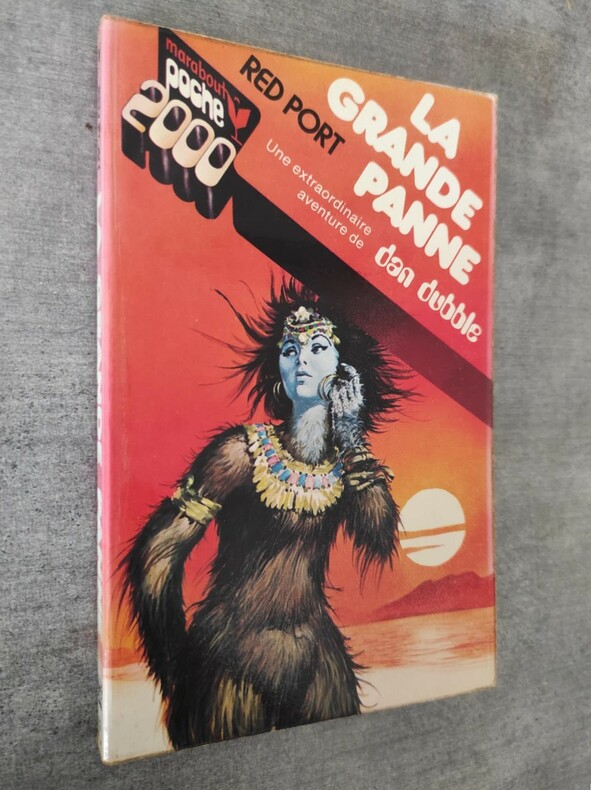 marabout
poche
2000
RED PORT
LA
GRANDE
PANNE
Une extraordinaire
aventure de
dan dubble